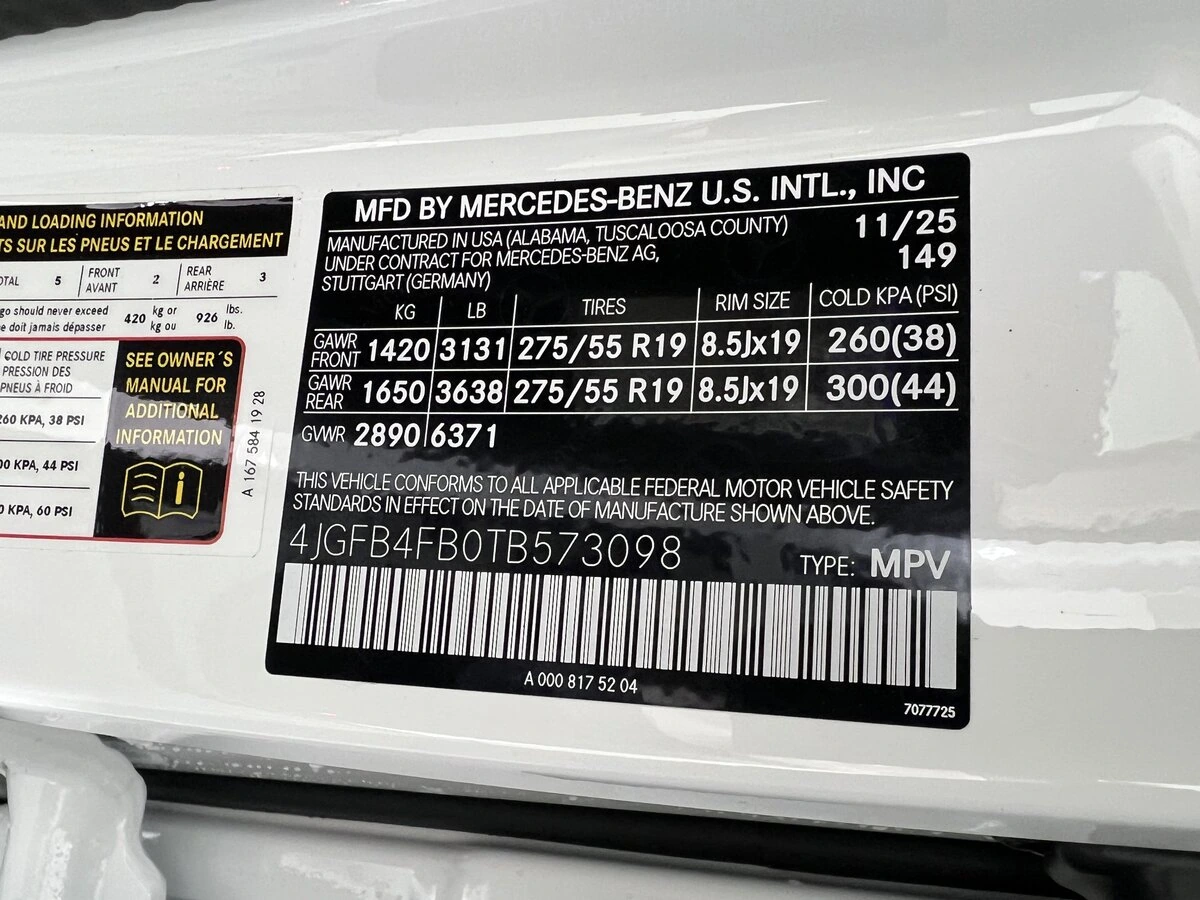 AND LOADING INFORMATION
TS SUR LES PNEUS ET LE CHARGEMENT
OTAL 5 FRONT AVANT 2 REAR ARRIÈRE 3
go should never exceed 420 kg or 926 lbs.
e doit jamais dépasser kg ou lb.
COLD TIRE PRESSURE
PRESSION DES
PNEUS À FROID
260 KPA, 38 PSI
00 KPA, 44 PSI
0 KPA, 60 PSI
SEE OWNER´S
MANUAL FOR
ADDITIONAL
INFORMATION
i
A 167 584 19 28
MFD BY MERCEDES-BENZ U.S. INTL., INC
MANUFACTURED IN USA (ALABAMA, TUSCALOOSA COUNTY) 11/25
UNDER CONTRACT FOR MERCEDES-BENZ AG, 149
STUTTGART (GERMANY)
KG LB TIRES RIM SIZE COLD KPA (PSI)
GAWR FRONT 1420 3131 275/55 R19 8.5Jx19 260(38)
GAWR REAR 1650 3638 275/55 R19 8.5Jx19 300(44)
GVWR 2890 6371
THIS VEHICLE CONFORMS TO ALL APPLICABLE FEDERAL MOTOR VEHICLE SAFETY
STANDARDS IN EFFECT ON THE DATE OF MANUFACTURE SHOWN ABOVE.
4JGFB4FB0TB573098 TYPE: MPV
A 000 817 52 04
7077725